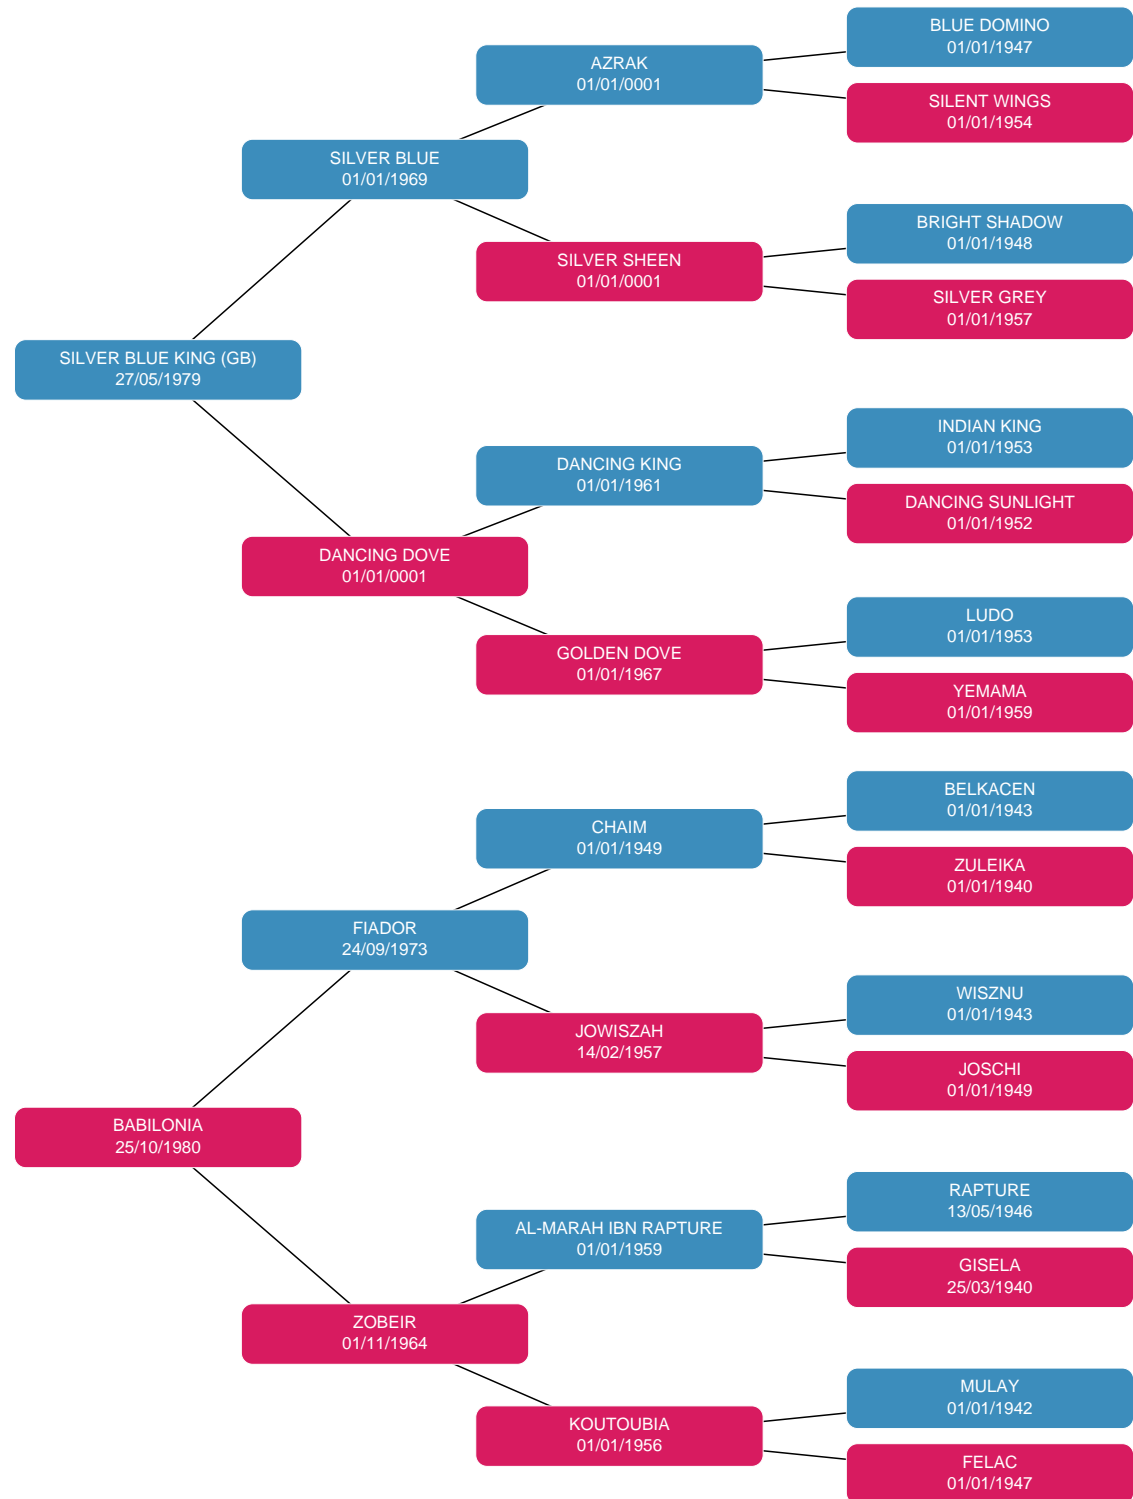 BLUE DOMINO
01/01/1947
AZRAK
01/01/0001
SILENT WINGS
01/01/1954
SILVER BLUE
01/01/1969
BRIGHT SHADOW
01/01/1948
SILVER SHEEN
01/01/0001
SILVER GREY
01/01/1957
SILVER BLUE KING (GB)
27/05/1979
INDIAN KING
01/01/1953
DANCING KING
01/01/1961
DANCING SUNLIGHT
01/01/1952
DANCING DOVE
01/01/0001
LUDO
01/01/1953
GOLDEN DOVE
01/01/1967
YEMAMA
01/01/1959
BELKACEN
01/01/1943
CHAIM
01/01/1949
ZULEIKA
01/01/1940
FIADOR
24/09/1973
WISZNU
01/01/1943
JOWISZAH
14/02/1957
JOSCHI
01/01/1949
BABILONIA
25/10/1980
RAPTURE
13/05/1946
AL-MARAH IBN RAPTURE
01/01/1959
GISELA
25/03/1940
ZOBEIR
01/11/1964
MULAY
01/01/1942
KOUTOUBIA
01/01/1956
FELAC
01/01/1947